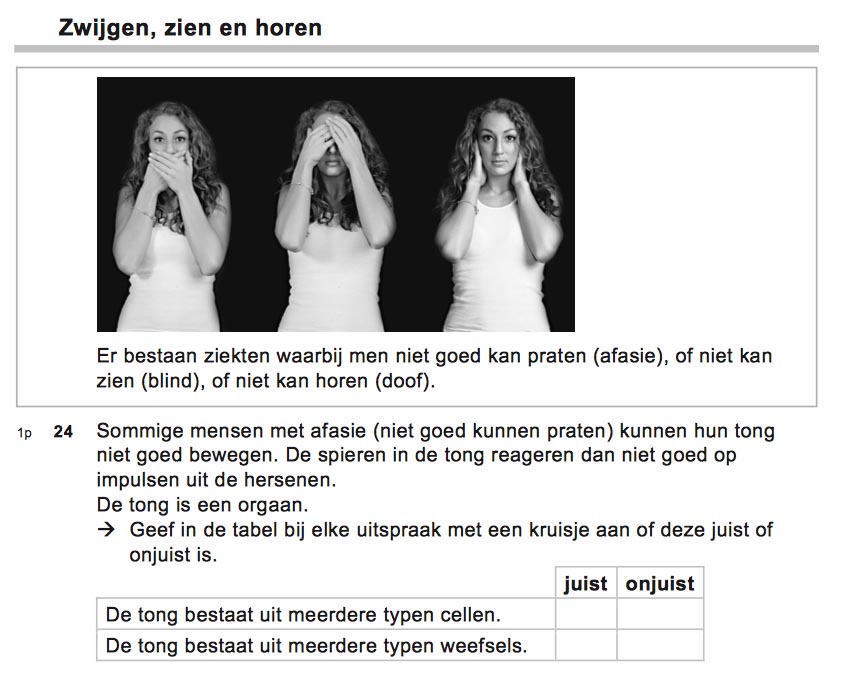 Zwijgen, zien en horen
Er bestaan ziekten waarbij men niet goed kan praten (afasie), of niet kan
zien (blind), of niet kan horen (doof).
1p 24 Sommige mensen met afasie (niet goed kunnen praten) kunnen hun tong
niet goed bewegen. De spieren in de tong reageren dan niet goed op
impulsen uit de hersenen.
De tong is een orgaan.
→ Geef in de tabel bij elke uitspraak met een kruisje aan of deze juist of
onjuist is.
juist onjuist
De tong bestaat uit meerdere typen cellen.
De tong bestaat uit meerdere typen weefsels.